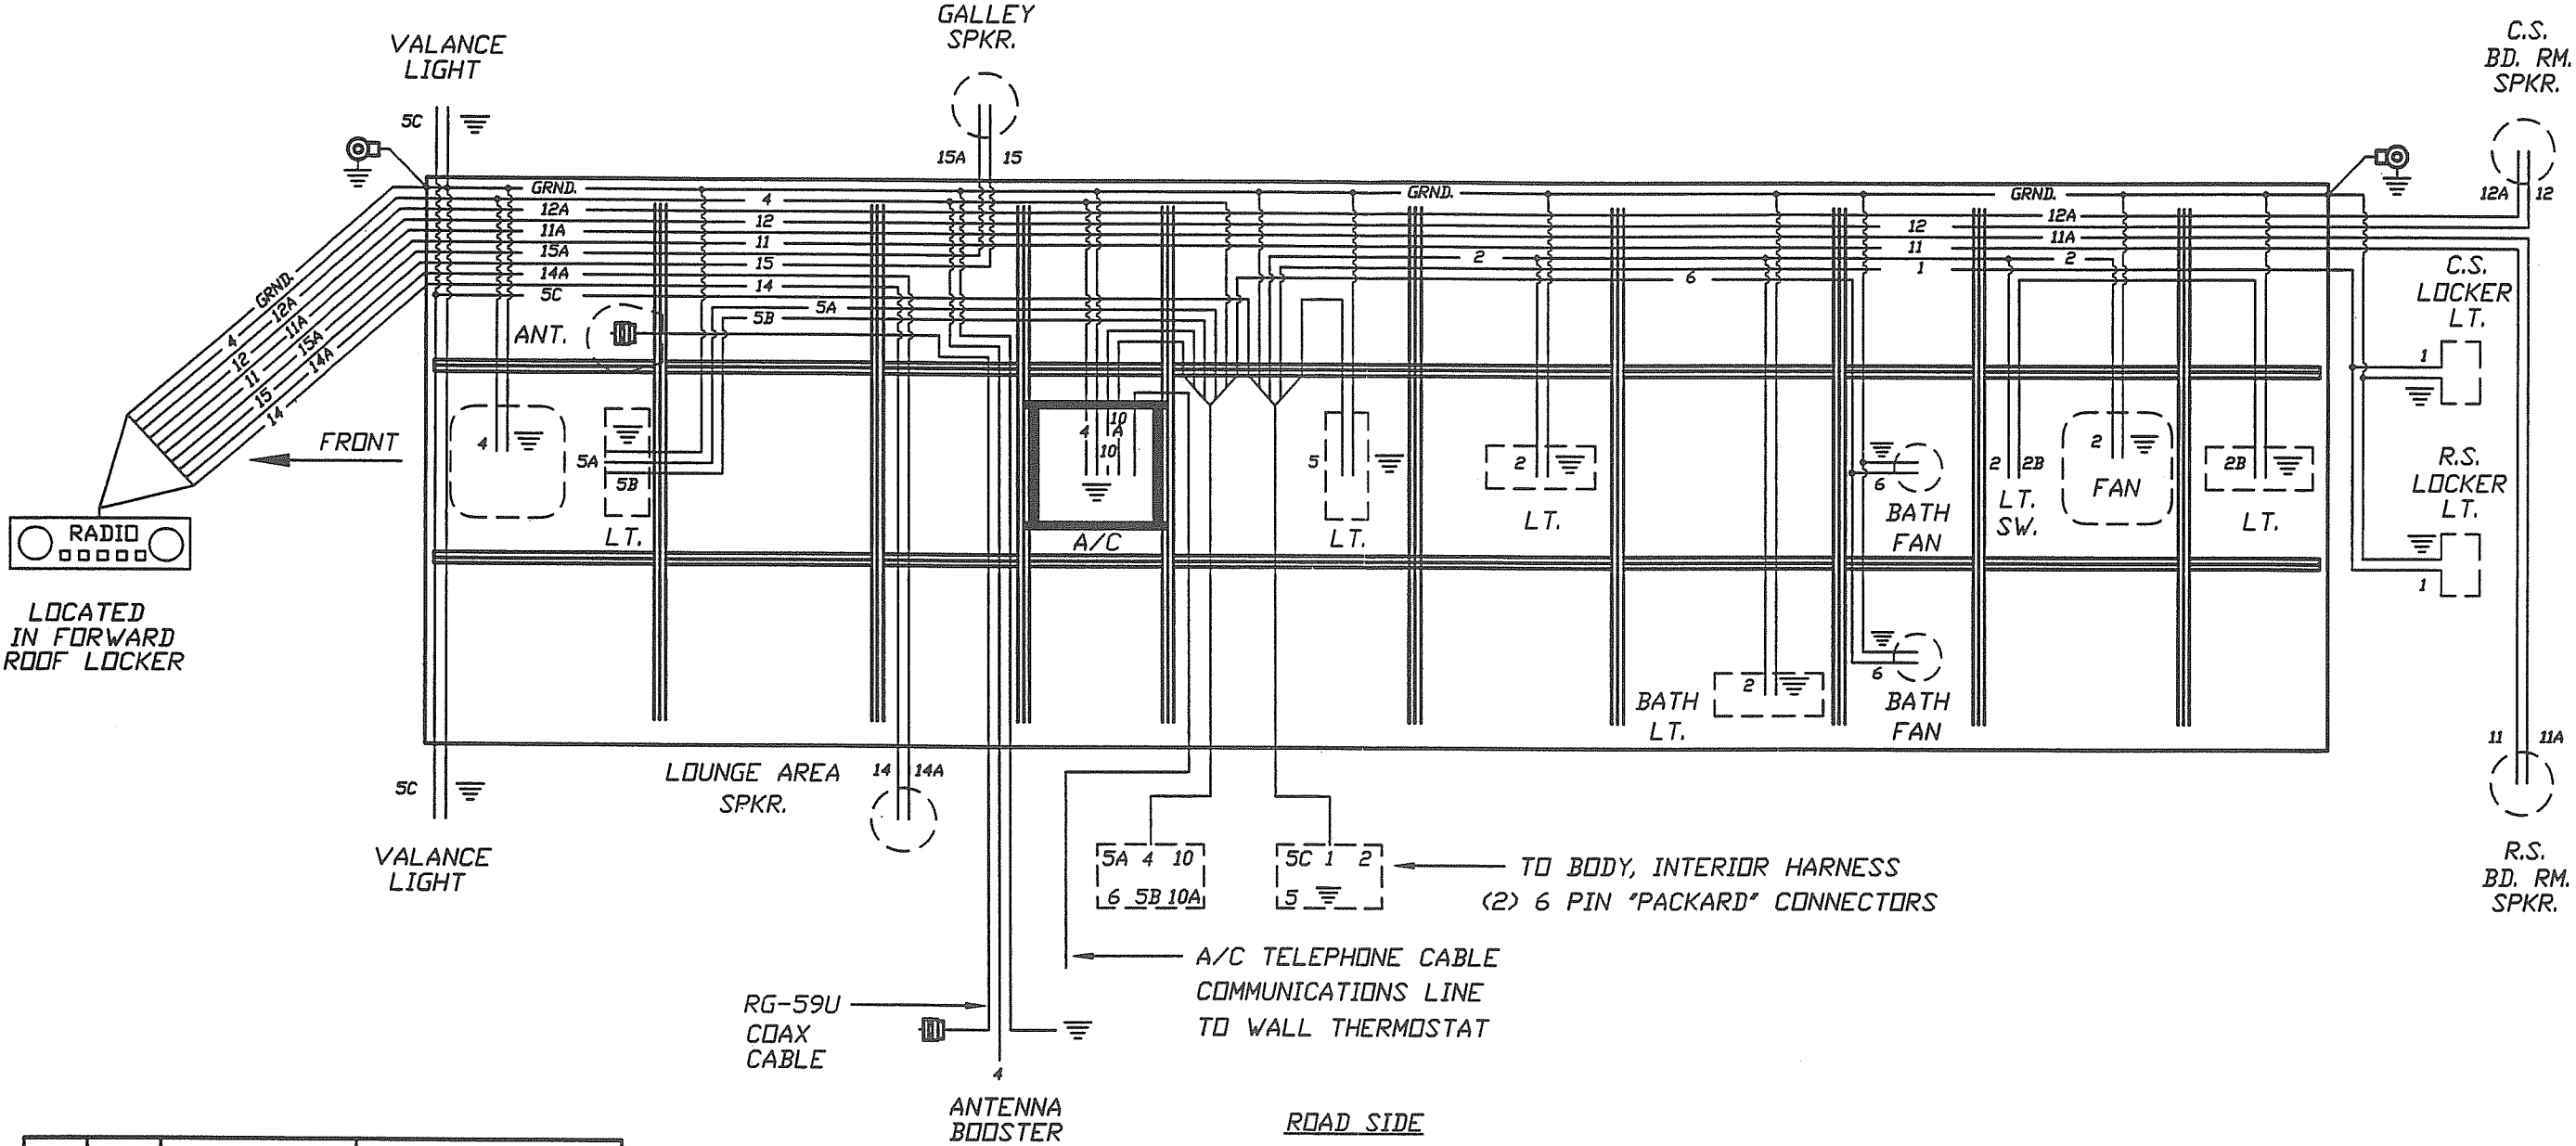 GALLEY
SPKR.
VALANCE
LIGHT
C.S.
BD. RM.
SPKR.
5C
15A 15
12A 12
GRND. GRND. GRND.
4
12A 12A
12 12
11A 11A
11 11
15A
15
14A
14
5C
2 2
1
6
5A
5B
ANT.
GRND.
4
12A
12
11A
11
15A
15
14A
14
C.S.
LOCKER
LT.
1
FRONT
4
5A
5B
LT.
4
10
A
10
A/C
5
LT.
2
LT.
6
BATH
FAN
2 2B
LT.
SW.
2
FAN
2B
LT.
R.S.
LOCKER
LT.
1
RADIO
LOCATED
IN FORWARD
ROOF LOCKER
BATH
LT.
2
6
BATH
FAN
11 11A
5C
LOUNGE AREA
SPKR.
14 14A
VALANCE
LIGHT
R.S.
BD. RM.
SPKR.
5A 4 10
6 5B 10A
5C 1 2
5
TO BODY, INTERIOR HARNESS
(2) 6 PIN "PACKARD" CONNECTORS
A/C TELEPHONE CABLE
COMMUNICATIONS LINE
TO WALL THERMOSTAT
RG-59U
COAX
CABLE
4
ANTENNA
BOOSTER
ROAD SIDE